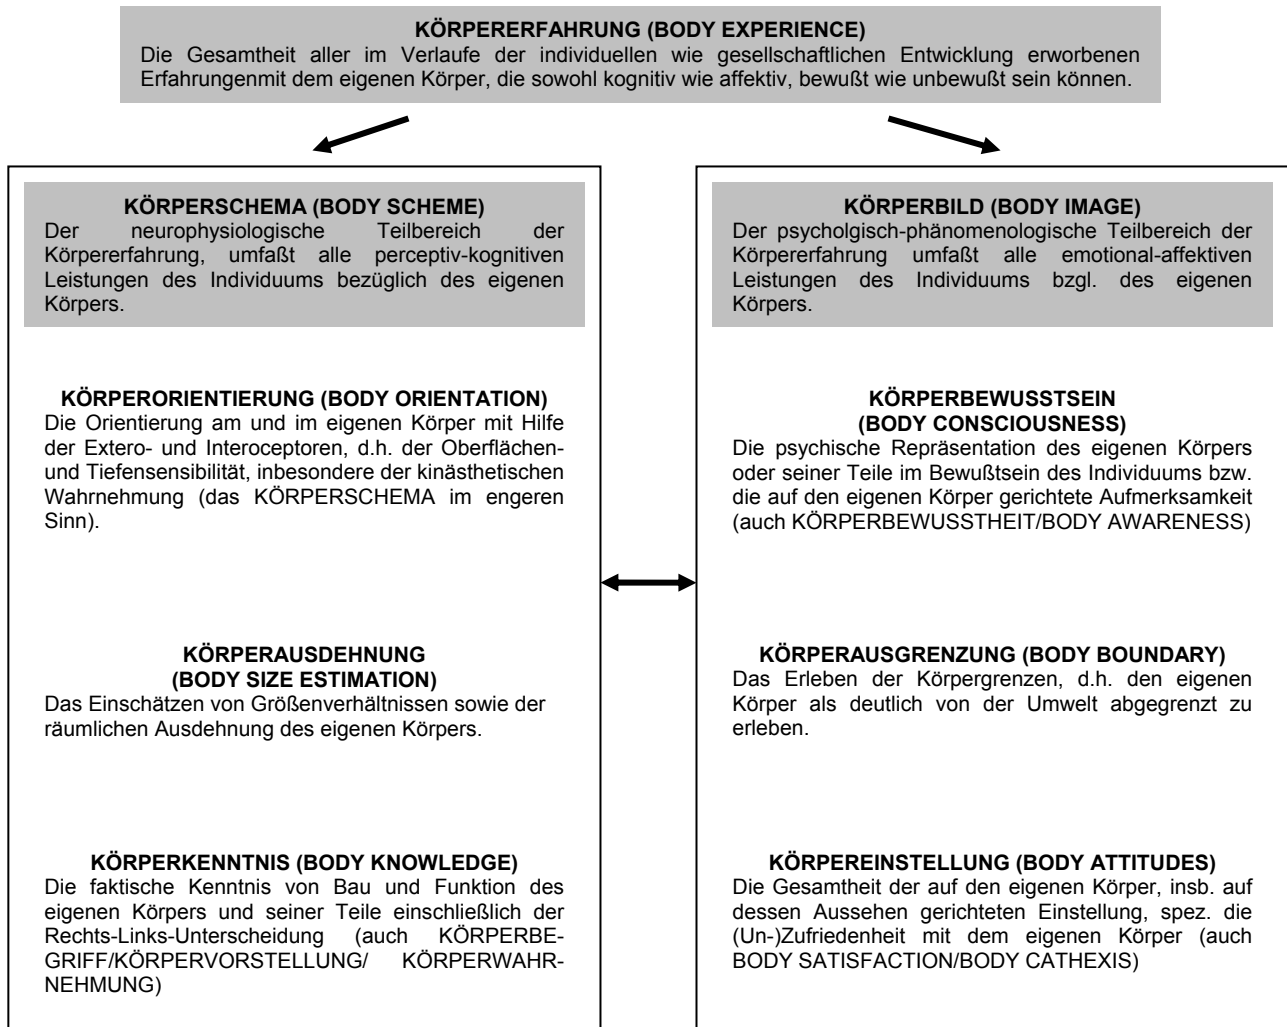 KÖRPERERFAHRUNG (BODY EXPERIENCE)
Die Gesamtheit aller im Verlaufe der individuellen wie gesellschaftlichen Entwicklung erworbenen
Erfahrungenmit dem eigenen Körper, die sowohl kognitiv wie affektiv, bewußt wie unbewußt sein können.
KÖRPERSCHEMA (BODY SCHEME)
Der neurophysiologische Teilbereich der
Körpererfahrung, umfaßt alle perceptiv-kognitiven
Leistungen des Individuums bezüglich des eigenen
Körpers.
KÖRPERORIENTIERUNG (BODY ORIENTATION)
Die Orientierung am und im eigenen Körper mit Hilfe
der Extero- und Interoceptoren, d.h. der Oberflächen-
und Tiefensensibilität, inbesondere der kinästhetischen
Wahrnehmung (das KÖRPERSCHEMA im engeren
Sinn).
KÖRPERAUSDEHNUNG
(BODY SIZE ESTIMATION)
Das Einschätzen von Größenverhältnissen sowie der
räumlichen Ausdehnung des eigenen Körpers.
KÖRPERKENNTNIS (BODY KNOWLEDGE)
Die faktische Kenntnis von Bau und Funktion des
eigenen Körpers und seiner Teile einschließlich der
Rechts-Links-Unterscheidung (auch KÖRPERBE-
GRIFF/KÖRPERVORSTELLUNG/ KÖRPERWAHR-
NEHMUNG)
KÖRPERBILD (BODY IMAGE)
Der psycholgisch-phänomenologische Teilbereich der
Körpererfahrung umfaßt alle emotional-affektiven
Leistungen des Individuums bzgl. des eigenen
Körpers.
KÖRPERBEWUSSTSEIN
(BODY CONSCIOUSNESS)
Die psychische Repräsentation des eigenen Körpers
oder seiner Teile im Bewußtsein des Individuums bzw.
die auf den eigenen Körper gerichtete Aufmerksamkeit
(auch KÖRPERBEWUSSTHEIT/BODY AWARENESS)
KÖRPERAUSGRENZUNG (BODY BOUNDARY)
Das Erleben der Körpergrenzen, d.h. den eigenen
Körper als deutlich von der Umwelt abgegrenzt zu
erleben.
KÖRPEREINSTELLUNG (BODY ATTITUDES)
Die Gesamtheit der auf den eigenen Körper, insb. auf
dessen Aussehen gerichteten Einstellung, spez. die
(Un-)Zufriedenheit mit dem eigenen Körper (auch
BODY SATISFACTION/BODY CATHEXIS)